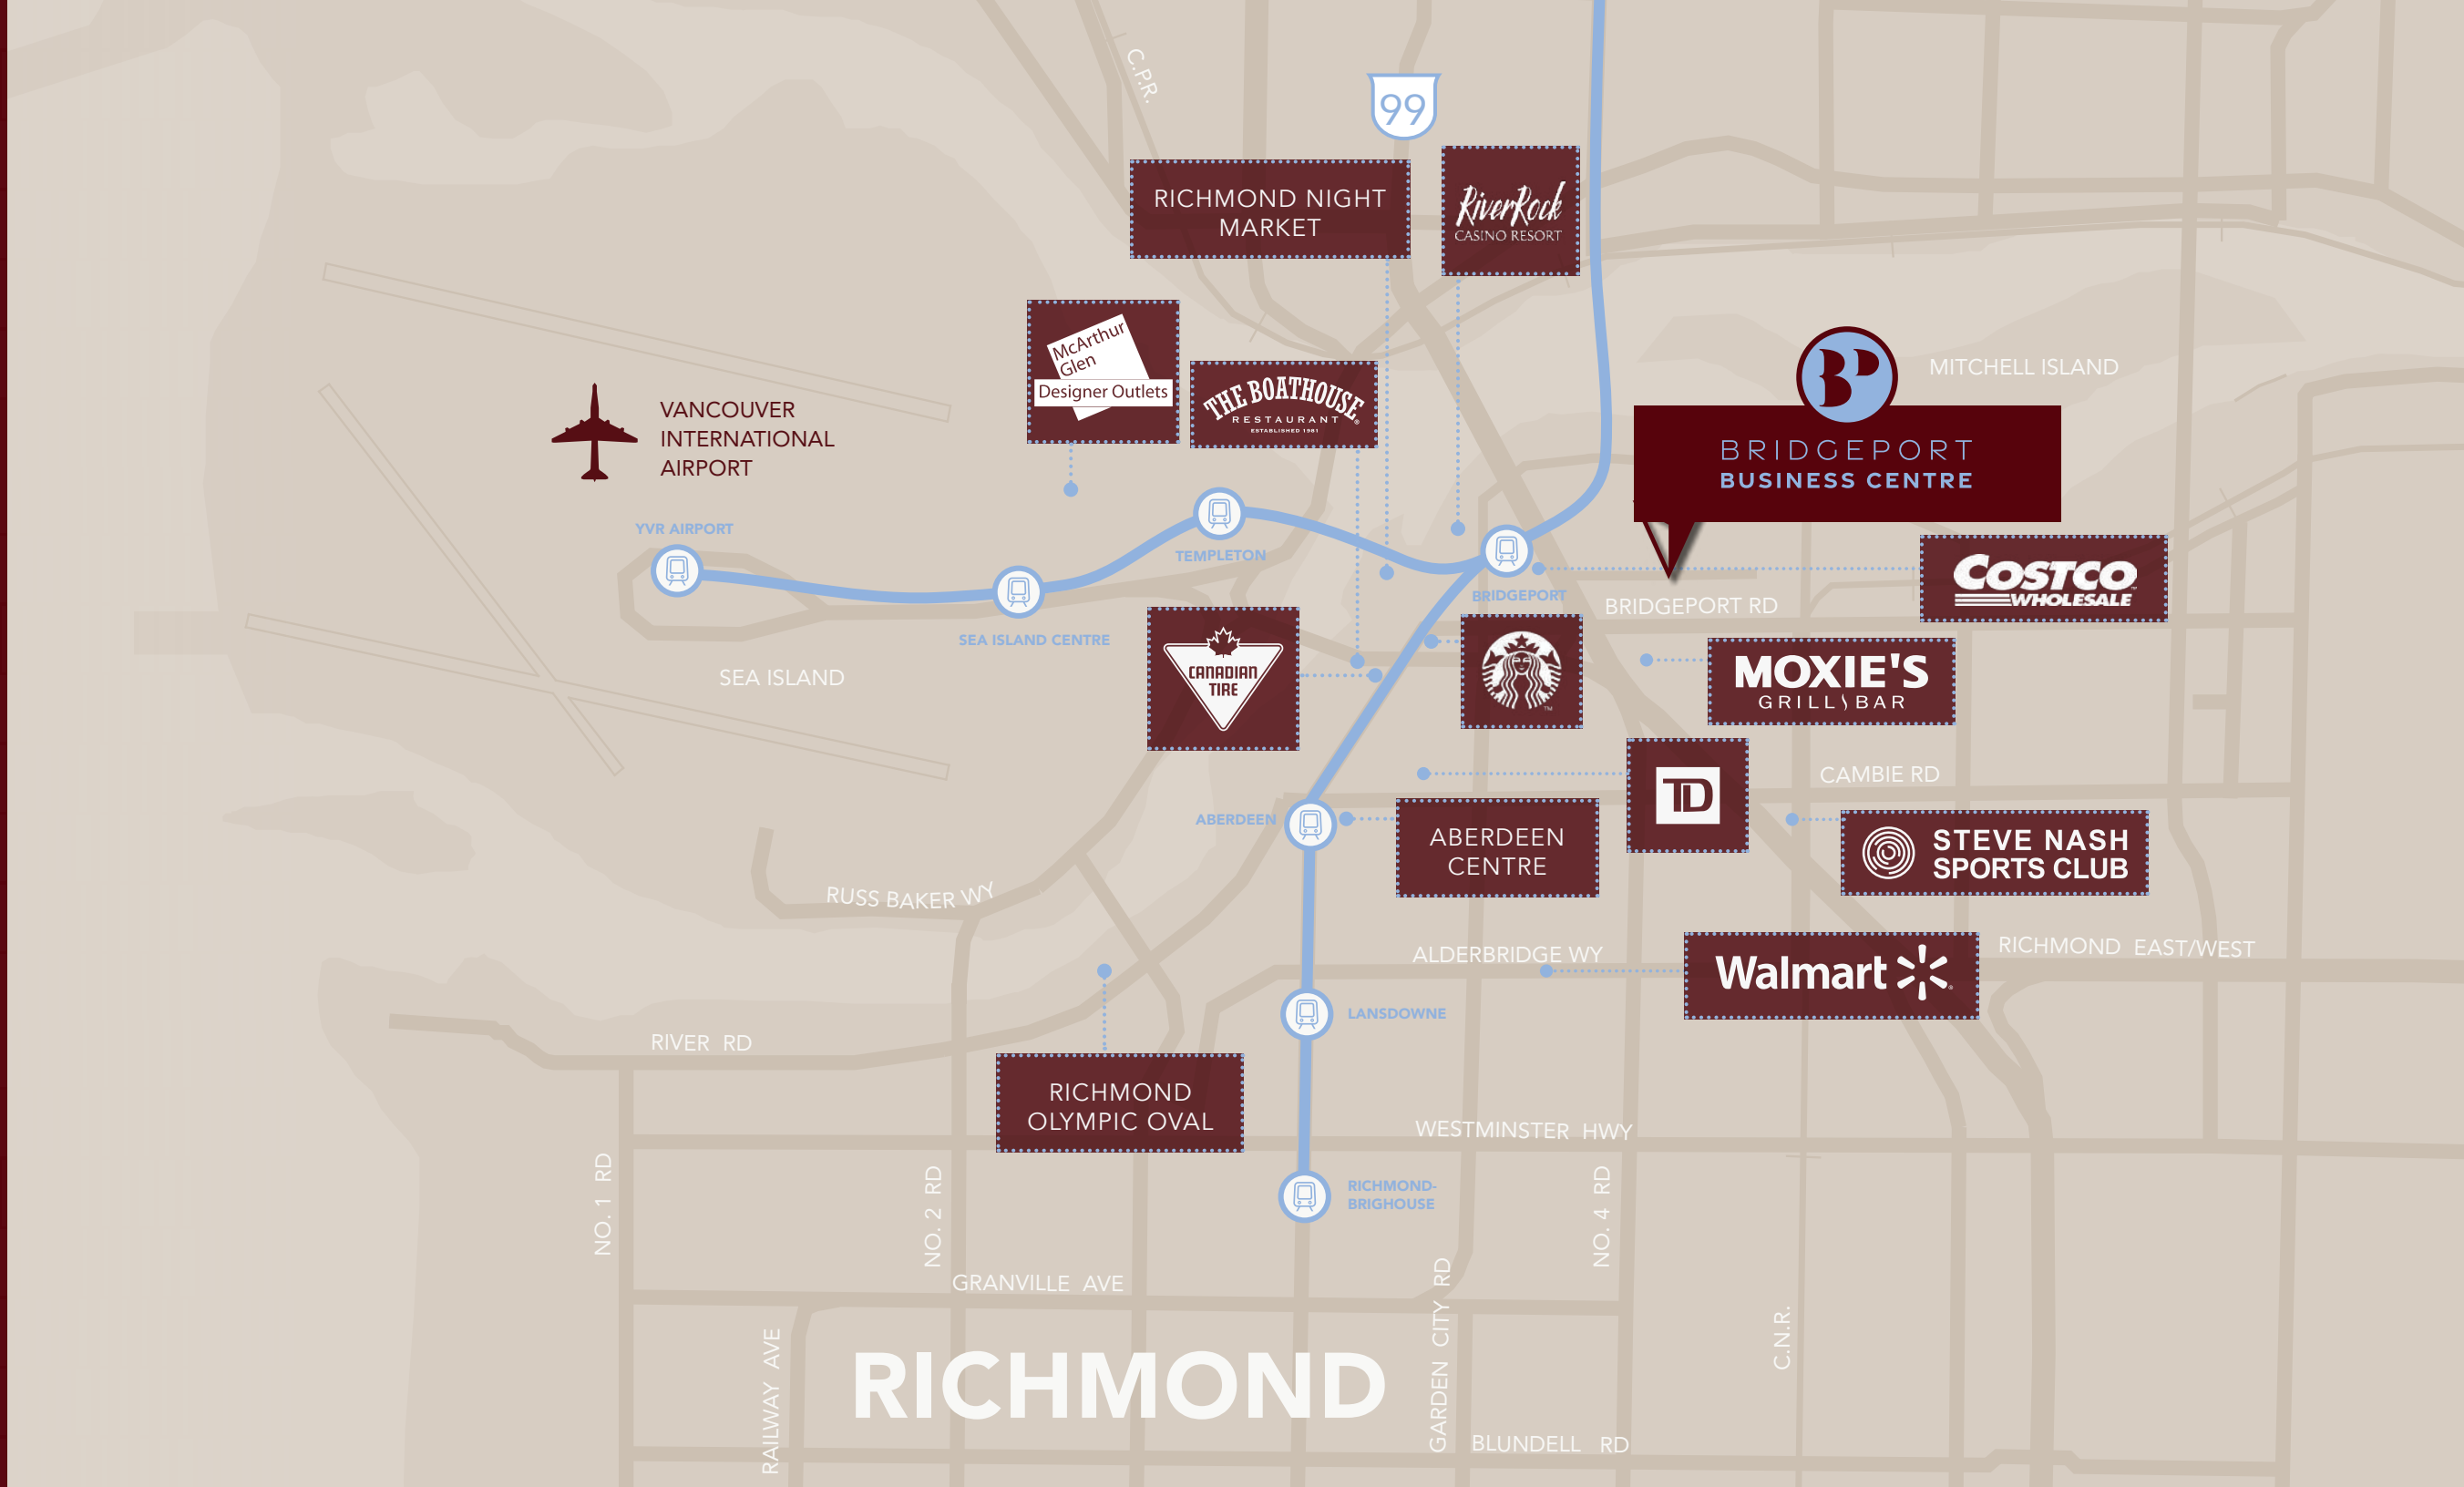 C.P.R.
99
RICHMOND NIGHT
MARKET
RiverRock
CASINO RESORT
McArthur
Glen
Designer Outlets
THE BOATHOUSE
RESTAURANT
ESTABLISHED 1981
MITCHELL ISLAND
BP
BRIDGEPORT
BUSINESS CENTRE
VANCOUVER
INTERNATIONAL
AIRPORT
YVR AIRPORT
TEMPLETON
SEA ISLAND CENTRE
BRIDGEPORT
BRIDGEPORT RD
COSTCO
WHOLESALE
SEA ISLAND
CANADIAN
TIRE
MOXIE'S
GRILL BAR
TD
CAMBIE RD
ABERDEEN
ABERDEEN
CENTRE
STEVE NASH
SPORTS CLUB
RUSS BAKER WY
ALDERBRIDGE WY
Walmart
RICHMOND EAST/WEST
LANSDOWNE
RIVER RD
RICHMOND
OLYMPIC OVAL
WESTMINSTER HWY
NO. 1 RD
NO. 2 RD
RICHMOND-
BRIGHOUSE
NO. 4 RD
GRANVILLE AVE
GARDEN CITY RD
RAILWAY AVE
RICHMOND
C.N.R.
BLUNDELL RD